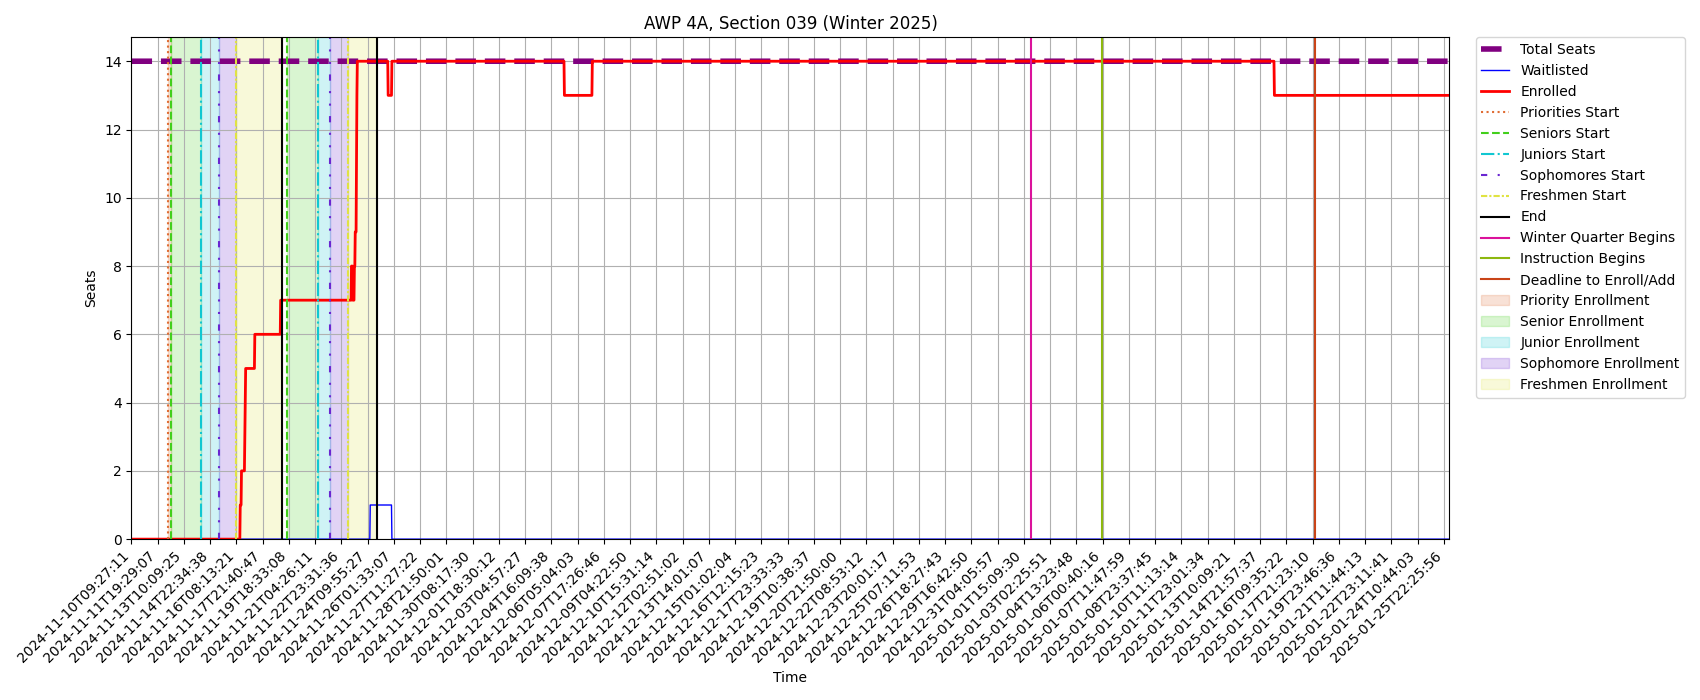 AWP 4A, Section 039 (Winter 2025)
14
12
10
8
6
4
2
0
Seats
2024-11-10T09:27:11
2024-11-11T19:29:07
2024-11-13T10:09:25
2024-11-14T22:34:38
2024-11-16T08:13:21
2024-11-17T21:40:47
2024-11-19T18:33:08
2024-11-21T04:26:11
2024-11-22T23:31:36
2024-11-24T09:55:27
2024-11-26T01:33:07
2024-11-27T11:27:22
2024-11-28T21:50:01
2024-11-30T08:17:30
2024-12-01T18:30:12
2024-12-03T04:57:27
2024-12-04T16:09:38
2024-12-06T05:04:03
2024-12-07T17:26:46
2024-12-09T04:22:50
2024-12-10T15:31:14
2024-12-12T02:51:02
2024-12-13T14:01:07
2024-12-15T01:02:04
2024-12-16T12:15:23
2024-12-17T23:33:33
2024-12-19T10:38:37
2024-12-20T21:50:00
2024-12-22T08:53:12
2024-12-23T20:01:17
2024-12-25T07:11:53
2024-12-26T18:27:43
2024-12-29T16:42:50
2024-12-31T04:05:57
2025-01-01T15:09:30
2025-01-03T02:25:51
2025-01-04T13:23:48
2025-01-06T00:40:16
2025-01-07T11:47:59
2025-01-08T23:37:45
2025-01-10T11:13:14
2025-01-11T23:01:34
2025-01-13T10:09:21
2025-01-14T21:57:37
2025-01-16T09:35:22
2025-01-17T21:23:10
2025-01-19T23:46:36
2025-01-21T11:44:13
2025-01-22T23:11:41
2025-01-24T10:44:03
2025-01-25T22:25:56
Time
Total Seats
Waitlisted
Enrolled
Priorities Start
Seniors Start
Juniors Start
Sophomores Start
Freshmen Start
End
Winter Quarter Begins
Instruction Begins
Deadline to Enroll/Add
Priority Enrollment
Senior Enrollment
Junior Enrollment
Sophomore Enrollment
Freshmen Enrollment